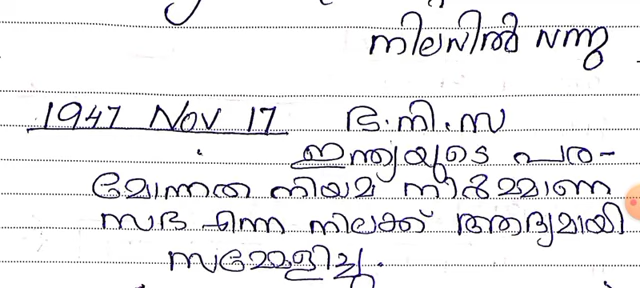 നിലവിൽ വന്നു
1947 Nov 17 ഭ.നി.സ
ഇന്ത്യയുടെ പര-
മോന്നത നിയമ നിർമ്മാണ
സഭ എന്ന നിലക്ക് ആദ്യമായി
സമ്മേളിച്ചു.